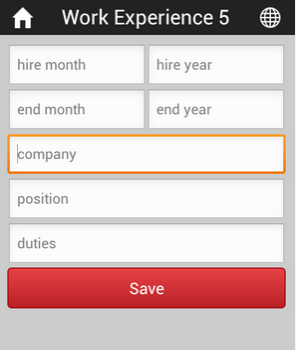 Work Experience 5
hire month hire year
end month end year
company
position
duties
Save